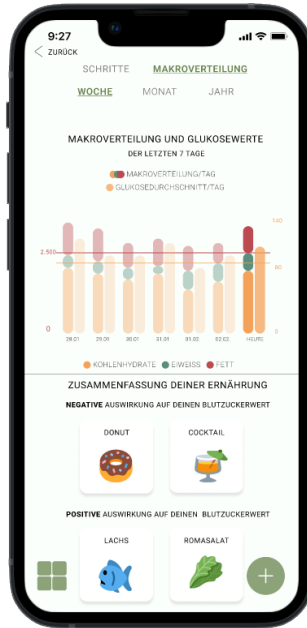 9:27
ZURÜCK
SCHRITTE MAKROVERTEILUNG
WOCHE MONAT JAHR
MAKROVERTEILUNG UND GLUKOSEWERTE
DER LETZTEN 7 TAGE
MAKROVERTEILUNG/TAG
GLUKOSEDURCHSCHNITT/TAG
140
2.500
80
0 0
28.01 29.01 30.01 31.01 31.02 02.02 HEUTE
KOHLENHYDRATE EIWEISS FETT
ZUSAMMENFASSUNG DEINER ERNÄHRUNG
NEGATIVE AUSWIRKUNG AUF DEINEN BLUTZUCKERWERT
DONUT COCKTAIL
POSITIVE AUSWIRKUNG AUF DEINEN BLUTZUCKERWERT
LACHS ROMASALAT